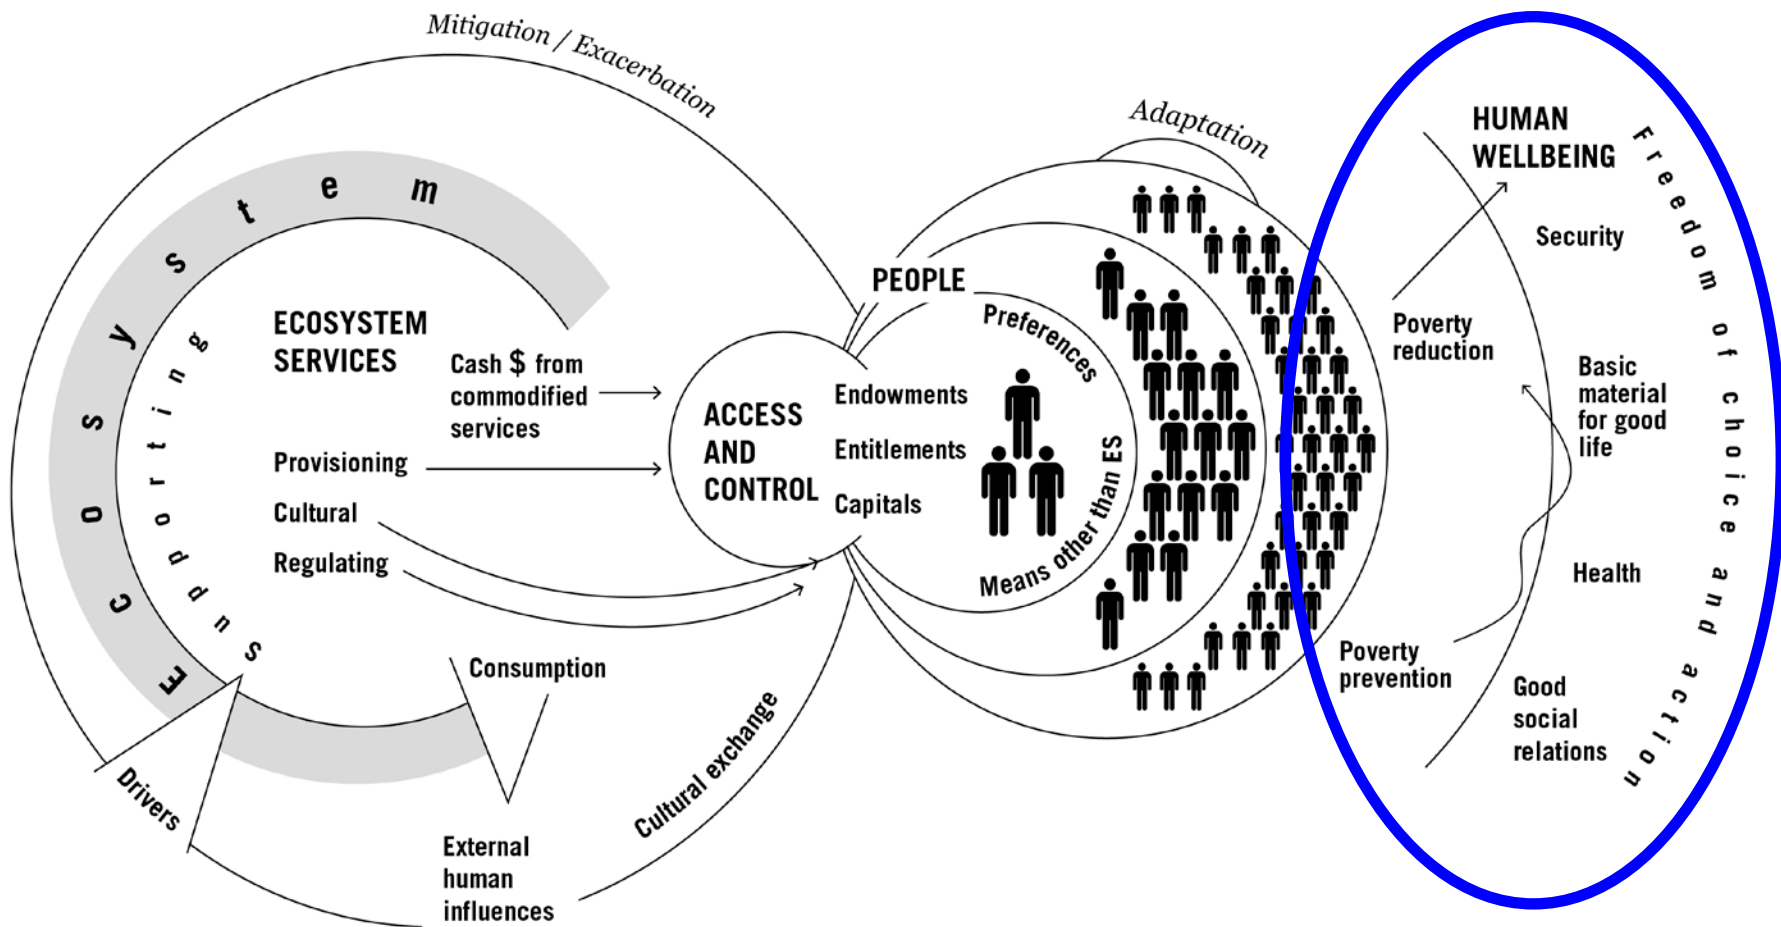 Mitigation / Exacerbation
Ecosystem
Supporting
ECOSYSTEM
SERVICES
Cash $ from
commodified
services
Provisioning
Cultural
Regulating
Consumption
Drivers
External
human
influences
Cultural exchange
ACCESS
AND
CONTROL
Endowments
Entitlements
Capitals
PEOPLE
Preferences
Means other than ES
Adaptation
Poverty
reduction
Poverty
prevention
HUMAN
WELLBEING
Security
Basic
material
for good
life
Health
Good
social
relations
Freedom of choice and action